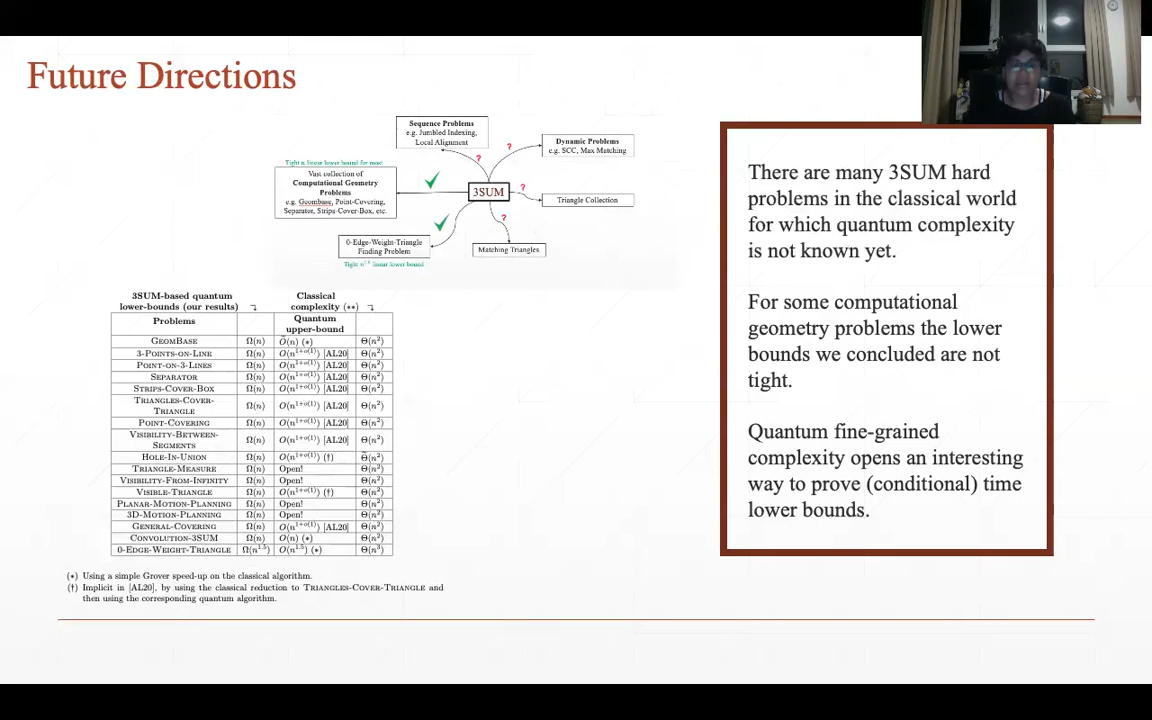 Future Directions
Sequence Problems
e.g. Jumbled Indexing,
Local Alignment
Dynamic Problems
e.g. SCC, Max Matching
Tight n linear lower bound for most
Vast collection of
Computational Geometry
Problems
e.g. Geombase, Point-Covering,
Separator, Strips-Cover-Box, etc.
?
?
?
?
3SUM
Triangle Collection
0-Edge-Weight-Triangle
Finding Problem
Matching Triangles
Tight n^1.5 linear lower bound
3SUM-based quantum lower-bounds (our results) Classical complexity (**)
Problems Quantum upper-bound
GEOMBASE Ω(n) Õ(n) (*) Θ(n²)
3-POINTS-ON-LINE Ω(n) O(n^1+o(1)) [AL20] Θ(n²)
POINT-ON-3-LINES Ω(n) O(n^1+o(1)) [AL20] Θ(n²)
SEPARATOR Ω(n) O(n^1+o(1)) [AL20] Θ(n²)
STRIPS-COVER-BOX Ω(n) O(n^1+o(1)) [AL20] Θ(n²)
TRIANGLES-COVER-TRIANGLE Ω(n) O(n^1+o(1)) [AL20] Θ(n²)
POINT-COVERING Ω(n) O(n^1+o(1)) [AL20] Θ(n²)
VISIBILITY-BETWEEN-SEGMENTS Ω(n) O(n^1+o(1)) [AL20] Θ(n²)
HOLE-IN-UNION Ω(n) O(n^1+o(1)) (†) Θ̃(n²)
TRIANGLE-MEASURE Ω(n) Open! Θ(n²)
VISIBILITY-FROM-INFINITY Ω(n) Open! Θ(n²)
VISIBLE-TRIANGLE Ω(n) O(n^1+o(1)) (†) Θ(n²)
PLANAR-MOTION-PLANNING Ω(n) Open! Θ(n²)
3D-MOTION-PLANNING Ω(n) Open! Θ(n²)
GENERAL-COVERING Ω(n) O(n^1+o(1)) [AL20] Θ(n²)
CONVOLUTION-3SUM Ω(n) O(n) (*) Θ(n²)
0-EDGE-WEIGHT-TRIANGLE Ω(n^1.5) O(n^1.5) (*) Θ(n³)
(*) Using a simple Grover speed-up on the classical algorithm.
(†) Implicit in [AL20], by using the classical reduction to TRIANGLES-COVER-TRIANGLE and
then using the corresponding quantum algorithm.
There are many 3SUM hard
problems in the classical world
for which quantum complexity
is not known yet.
For some computational
geometry problems the lower
bounds we concluded are not
tight.
Quantum fine-grained
complexity opens an interesting
way to prove (conditional) time
lower bounds.